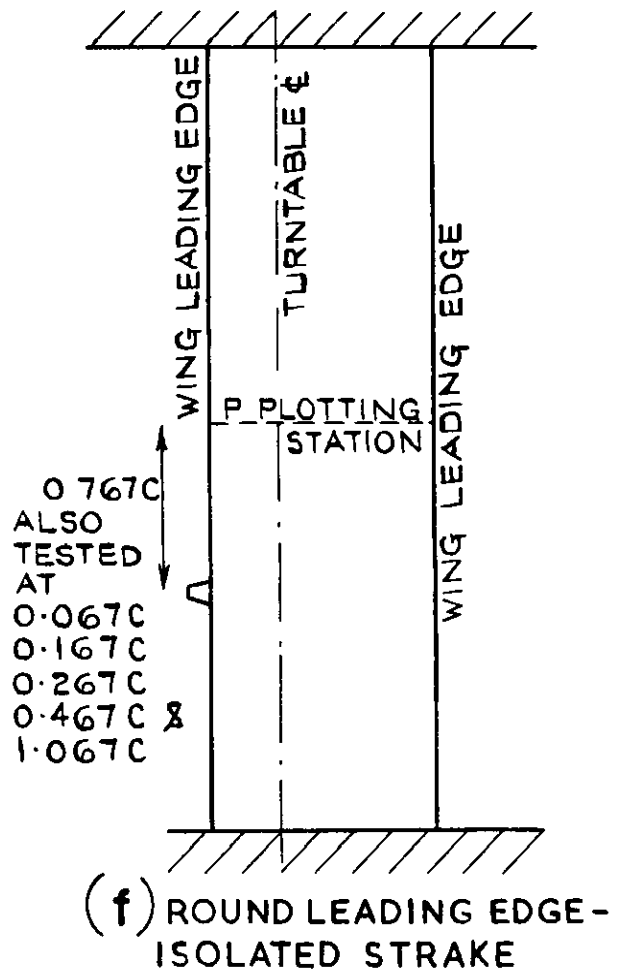 WING LEADING EDGE
TURNTABLE ℄
WING LEADING EDGE
P PLOTTING
STATION
0 767C
ALSO
TESTED
AT
0·067C
0·167C
0·267C
0·467C &
1·067C
(f) ROUND LEADING EDGE-
ISOLATED STRAKE